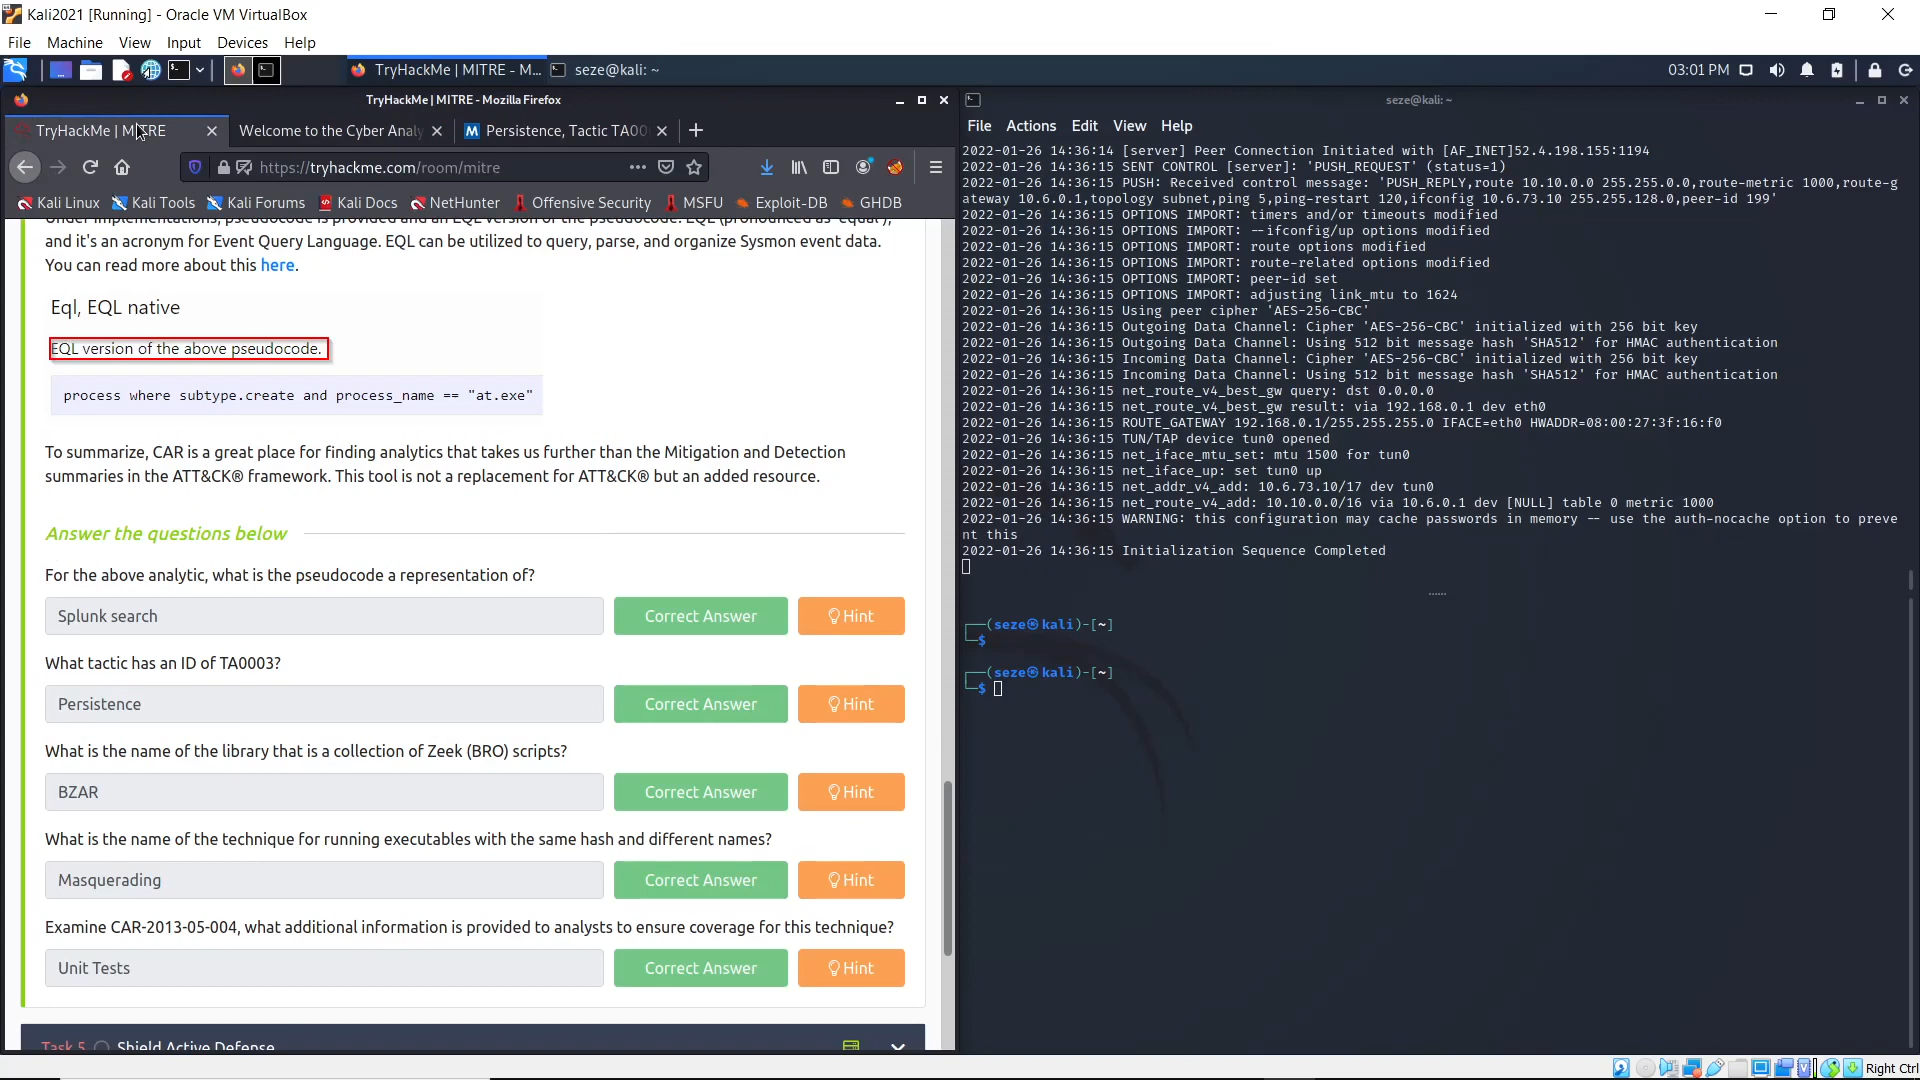 Kali2021 [Running] - Oracle VM VirtualBox
File Machine View Input Devices Help
TryHackMe | MITRE - M... seze@kali: ~ 03:01 PM
TryHackMe | MITRE - Mozilla Firefox
TryHackMe | MITRE Welcome to the Cyber Analy Persistence, Tactic TA00
https://tryhackme.com/room/mitre
Kali Linux Kali Tools Kali Forums Kali Docs NetHunter Offensive Security MSFU Exploit-DB GHDB
Under Implementations, pseudocode is provided and an EQL version of the pseudocode. EQL (pronounced as 'equal'),
and it's an acronym for Event Query Language. EQL can be utilized to query, parse, and organize Sysmon event data.
You can read more about this here.
Eql, EQL native
EQL version of the above pseudocode.
process where subtype.create and process_name == "at.exe"
To summarize, CAR is a great place for finding analytics that takes us further than the Mitigation and Detection
summaries in the ATT&CK® framework. This tool is not a replacement for ATT&CK® but an added resource.
Answer the questions below
For the above analytic, what is the pseudocode a representation of?
Splunk search Correct Answer Hint
What tactic has an ID of TA0003?
Persistence Correct Answer Hint
What is the name of the library that is a collection of Zeek (BRO) scripts?
BZAR Correct Answer Hint
What is the name of the technique for running executables with the same hash and different names?
Masquerading Correct Answer Hint
Examine CAR-2013-05-004, what additional information is provided to analysts to ensure coverage for this technique?
Unit Tests Correct Answer Hint
Task 5 Shield Active Defense
seze@kali: ~
File Actions Edit View Help
2022-01-26 14:36:14 [server] Peer Connection Initiated with [AF_INET]52.4.198.155:1194
2022-01-26 14:36:15 SENT CONTROL [server]: 'PUSH_REQUEST' (status=1)
2022-01-26 14:36:15 PUSH: Received control message: 'PUSH_REPLY,route 10.10.0.0 255.255.0.0,route-metric 1000,route-g
ateway 10.6.0.1,topology subnet,ping 5,ping-restart 120,ifconfig 10.6.73.10 255.255.128.0,peer-id 199'
2022-01-26 14:36:15 OPTIONS IMPORT: timers and/or timeouts modified
2022-01-26 14:36:15 OPTIONS IMPORT: --ifconfig/up options modified
2022-01-26 14:36:15 OPTIONS IMPORT: route options modified
2022-01-26 14:36:15 OPTIONS IMPORT: route-related options modified
2022-01-26 14:36:15 OPTIONS IMPORT: peer-id set
2022-01-26 14:36:15 OPTIONS IMPORT: adjusting link_mtu to 1624
2022-01-26 14:36:15 Using peer cipher 'AES-256-CBC'
2022-01-26 14:36:15 Outgoing Data Channel: Cipher 'AES-256-CBC' initialized with 256 bit key
2022-01-26 14:36:15 Outgoing Data Channel: Using 512 bit message hash 'SHA512' for HMAC authentication
2022-01-26 14:36:15 Incoming Data Channel: Cipher 'AES-256-CBC' initialized with 256 bit key
2022-01-26 14:36:15 Incoming Data Channel: Using 512 bit message hash 'SHA512' for HMAC authentication
2022-01-26 14:36:15 net_route_v4_best_gw query: dst 0.0.0.0
2022-01-26 14:36:15 net_route_v4_best_gw result: via 192.168.0.1 dev eth0
2022-01-26 14:36:15 ROUTE_GATEWAY 192.168.0.1/255.255.255.0 IFACE=eth0 HWADDR=08:00:27:3f:16:f0
2022-01-26 14:36:15 TUN/TAP device tun0 opened
2022-01-26 14:36:15 net_iface_mtu_set: mtu 1500 for tun0
2022-01-26 14:36:15 net_iface_up: set tun0 up
2022-01-26 14:36:15 net_addr_v4_add: 10.6.73.10/17 dev tun0
2022-01-26 14:36:15 net_route_v4_add: 10.10.0.0/16 via 10.6.0.1 dev [NULL] table 0 metric 1000
2022-01-26 14:36:15 WARNING: this configuration may cache passwords in memory -- use the auth-nocache option to preve
nt this
2022-01-26 14:36:15 Initialization Sequence Completed
┌──(seze㉿kali)-[~]
└─$
┌──(seze㉿kali)-[~]
└─$
Right Ctrl